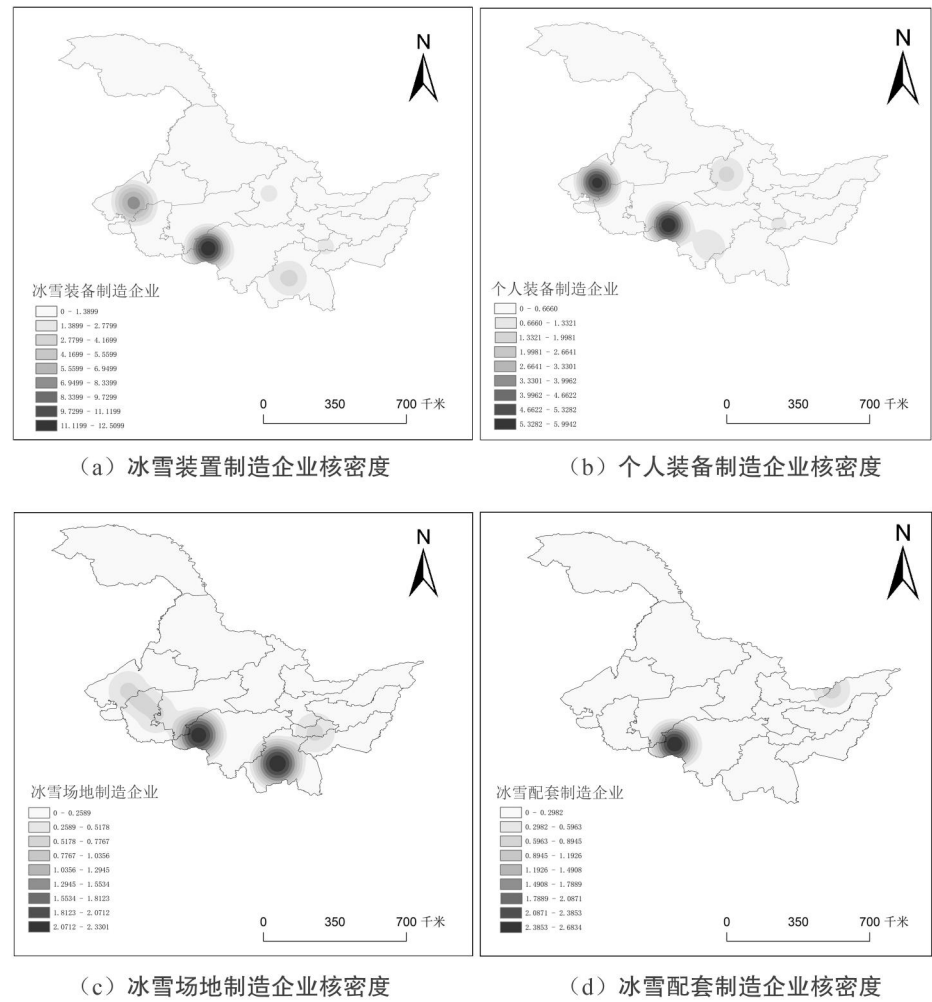 N
冰雪装备制造企业
0 - 1.3899
1.3899 - 2.7799
2.7799 - 4.1699
4.1699 - 5.5599
5.5599 - 6.9499
6.9499 - 8.3399
8.3399 - 9.7299
9.7299 - 11.1199
11.1199 - 12.5099
0 350 700 千米
(a) 冰雪装置制造企业核密度
N
个人装备制造企业
0 - 0.6660
0.6660 - 1.3321
1.3321 - 1.9981
1.9981 - 2.6641
2.6641 - 3.3301
3.3301 - 3.9962
3.9962 - 4.6622
4.6622 - 5.3282
5.3282 - 5.9942
0 350 700 千米
(b) 个人装备制造企业核密度
N
冰雪场地制造企业
0 - 0.2589
0.2589 - 0.5178
0.5178 - 0.7767
0.7767 - 1.0356
1.0356 - 1.2945
1.2945 - 1.5534
1.5534 - 1.8123
1.8123 - 2.0712
2.0712 - 2.3301
0 350 700 千米
(c) 冰雪场地制造企业核密度
N
冰雪配套制造企业
0 - 0.2982
0.2982 - 0.5963
0.5963 - 0.8945
0.8945 - 1.1926
1.1926 - 1.4908
1.4908 - 1.7889
1.7889 - 2.0871
2.0871 - 2.3853
2.3853 - 2.6834
0 350 700 千米
(d) 冰雪配套制造企业核密度